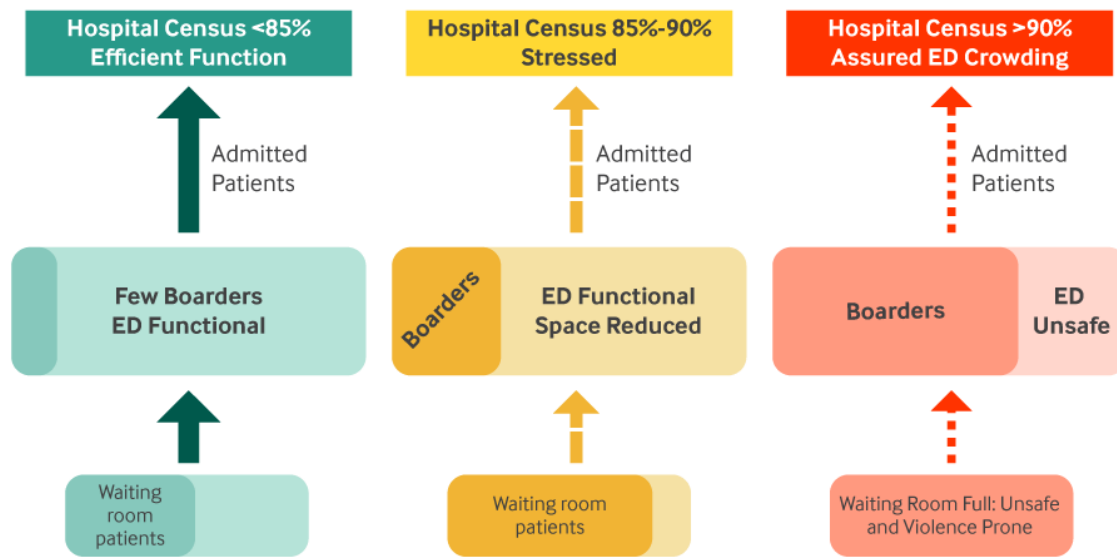 Hospital Census <85%
Efficient Function
Hospital Census 85%-90%
Stressed
Hospital Census >90%
Assured ED Crowding
Admitted
Patients
Admitted
Patients
Admitted
Patients
Few Boarders
ED Functional
Boarders
ED Functional
Space Reduced
Boarders
ED
Unsafe
Waiting
room
patients
Waiting room
patients
Waiting Room Full: Unsafe
and Violence Prone